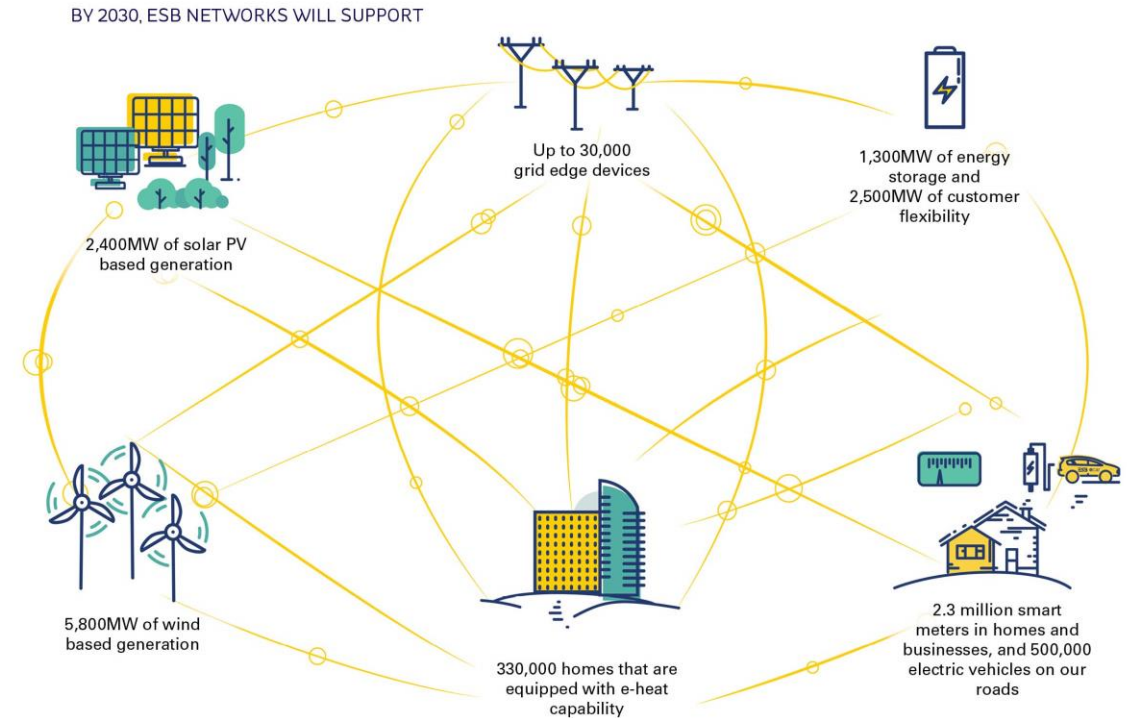 BY 2030, ESB NETWORKS WILL SUPPORT
Up to 30,000
grid edge devices
1,300MW of energy
storage and
2,500MW of customer
flexibility
2,400MW of solar PV
based generation
5,800MW of wind
based generation
330,000 homes that are
equipped with e-heat
capability
2.3 million smart
meters in homes and
businesses, and 500,000
electric vehicles on our
roads